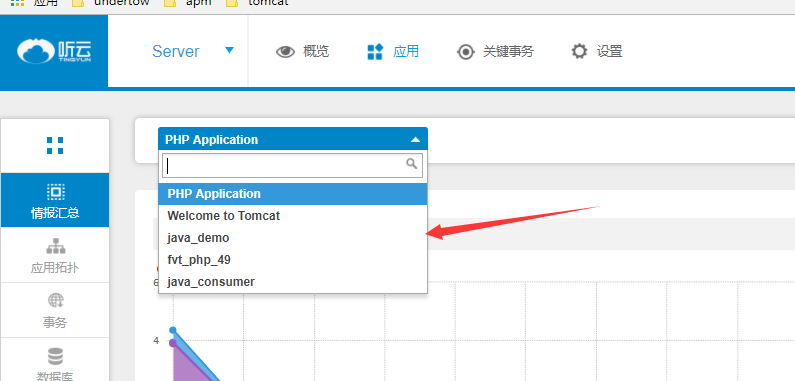 应用 undertow apm tomcat
听云
TINGYUN
Server 概览 应用 关键事务 设置
PHP Application
PHP Application
Welcome to Tomcat
java_demo
fvt_php_49
java_consumer
情报汇总
应用拓扑
事务
数据库
6
4